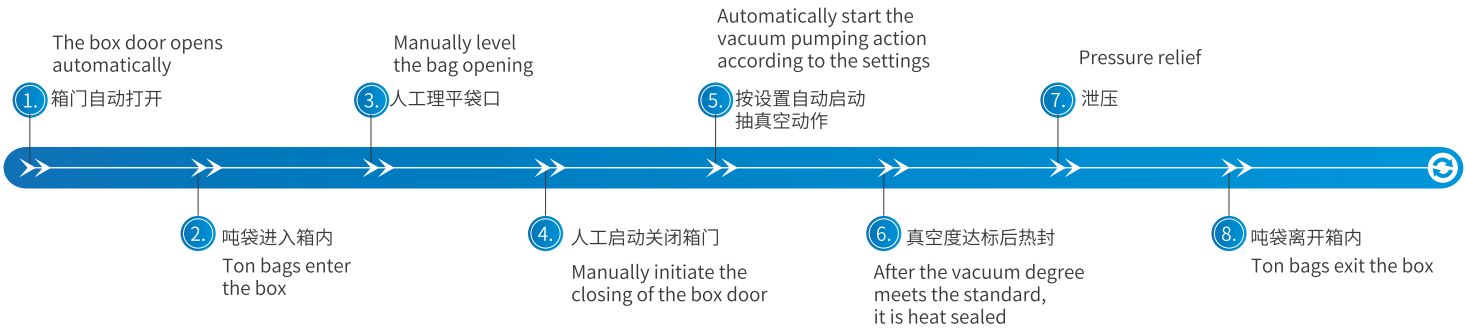 The box door opens
automatically
1.
箱门自动打开
2.
吨袋进入箱内
Ton bags enter
the box
Manually level
the bag opening
3.
人工理平袋口
4.
人工启动关闭箱门
Manually initiate the
closing of the box door
Automatically start the
vacuum pumping action
according to the settings
5.
按设置自动启动
抽真空动作
6.
真空度达标后热封
After the vacuum degree
meets the standard,
it is heat sealed
Pressure relief
7.
泄压
8.
吨袋离开箱内
Ton bags exit the box